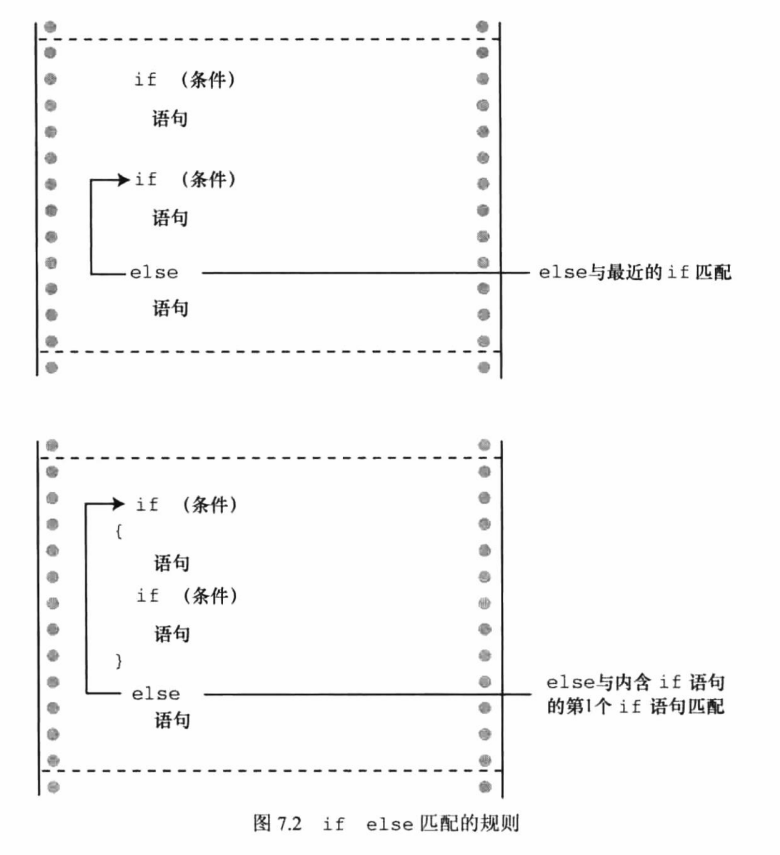 if （条件）
语句
if （条件）
语句
else
else与最近的if匹配
语句
if （条件）
{
语句
if （条件）
语句
}
else
else与内含 if 语句
的第1个 if 语句匹配
语句
图 7.2 if else 匹配的规则